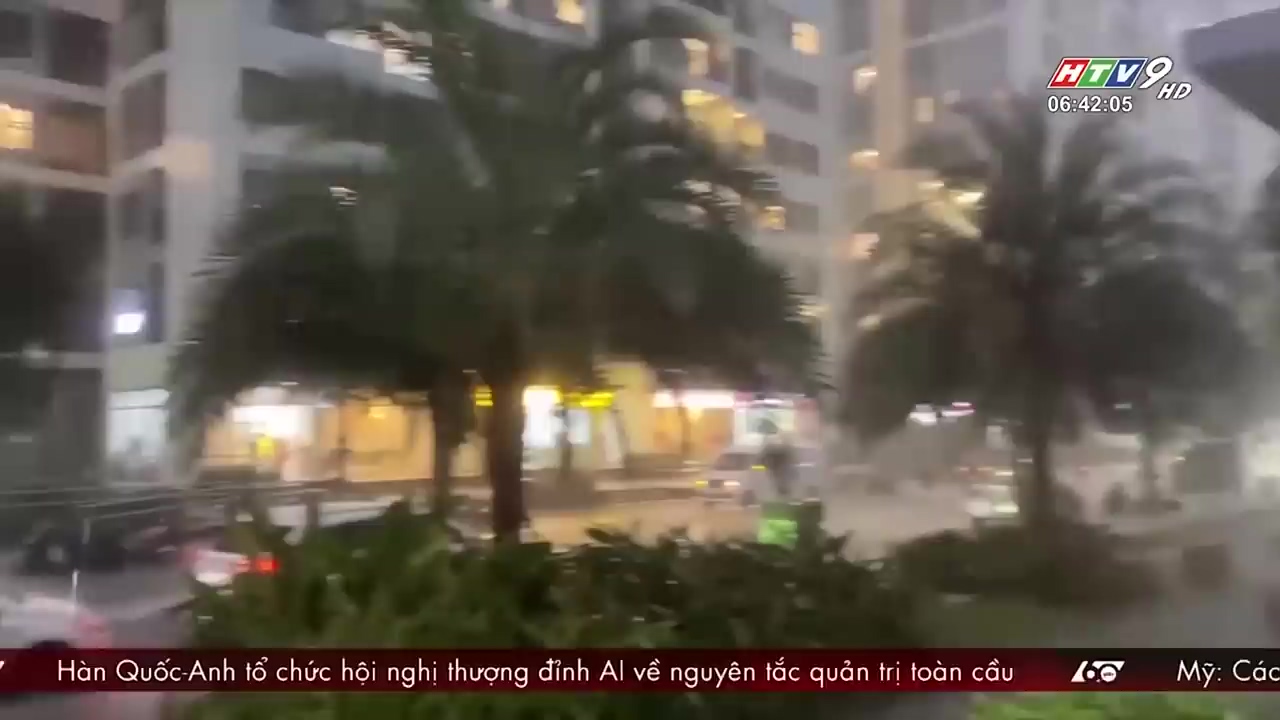 HTV9 HD
06:42:05
Hàn Quốc-Anh tổ chức hội nghị thượng đỉnh AI về nguyên tắc quản trị toàn cầu 60 Mỹ: Các